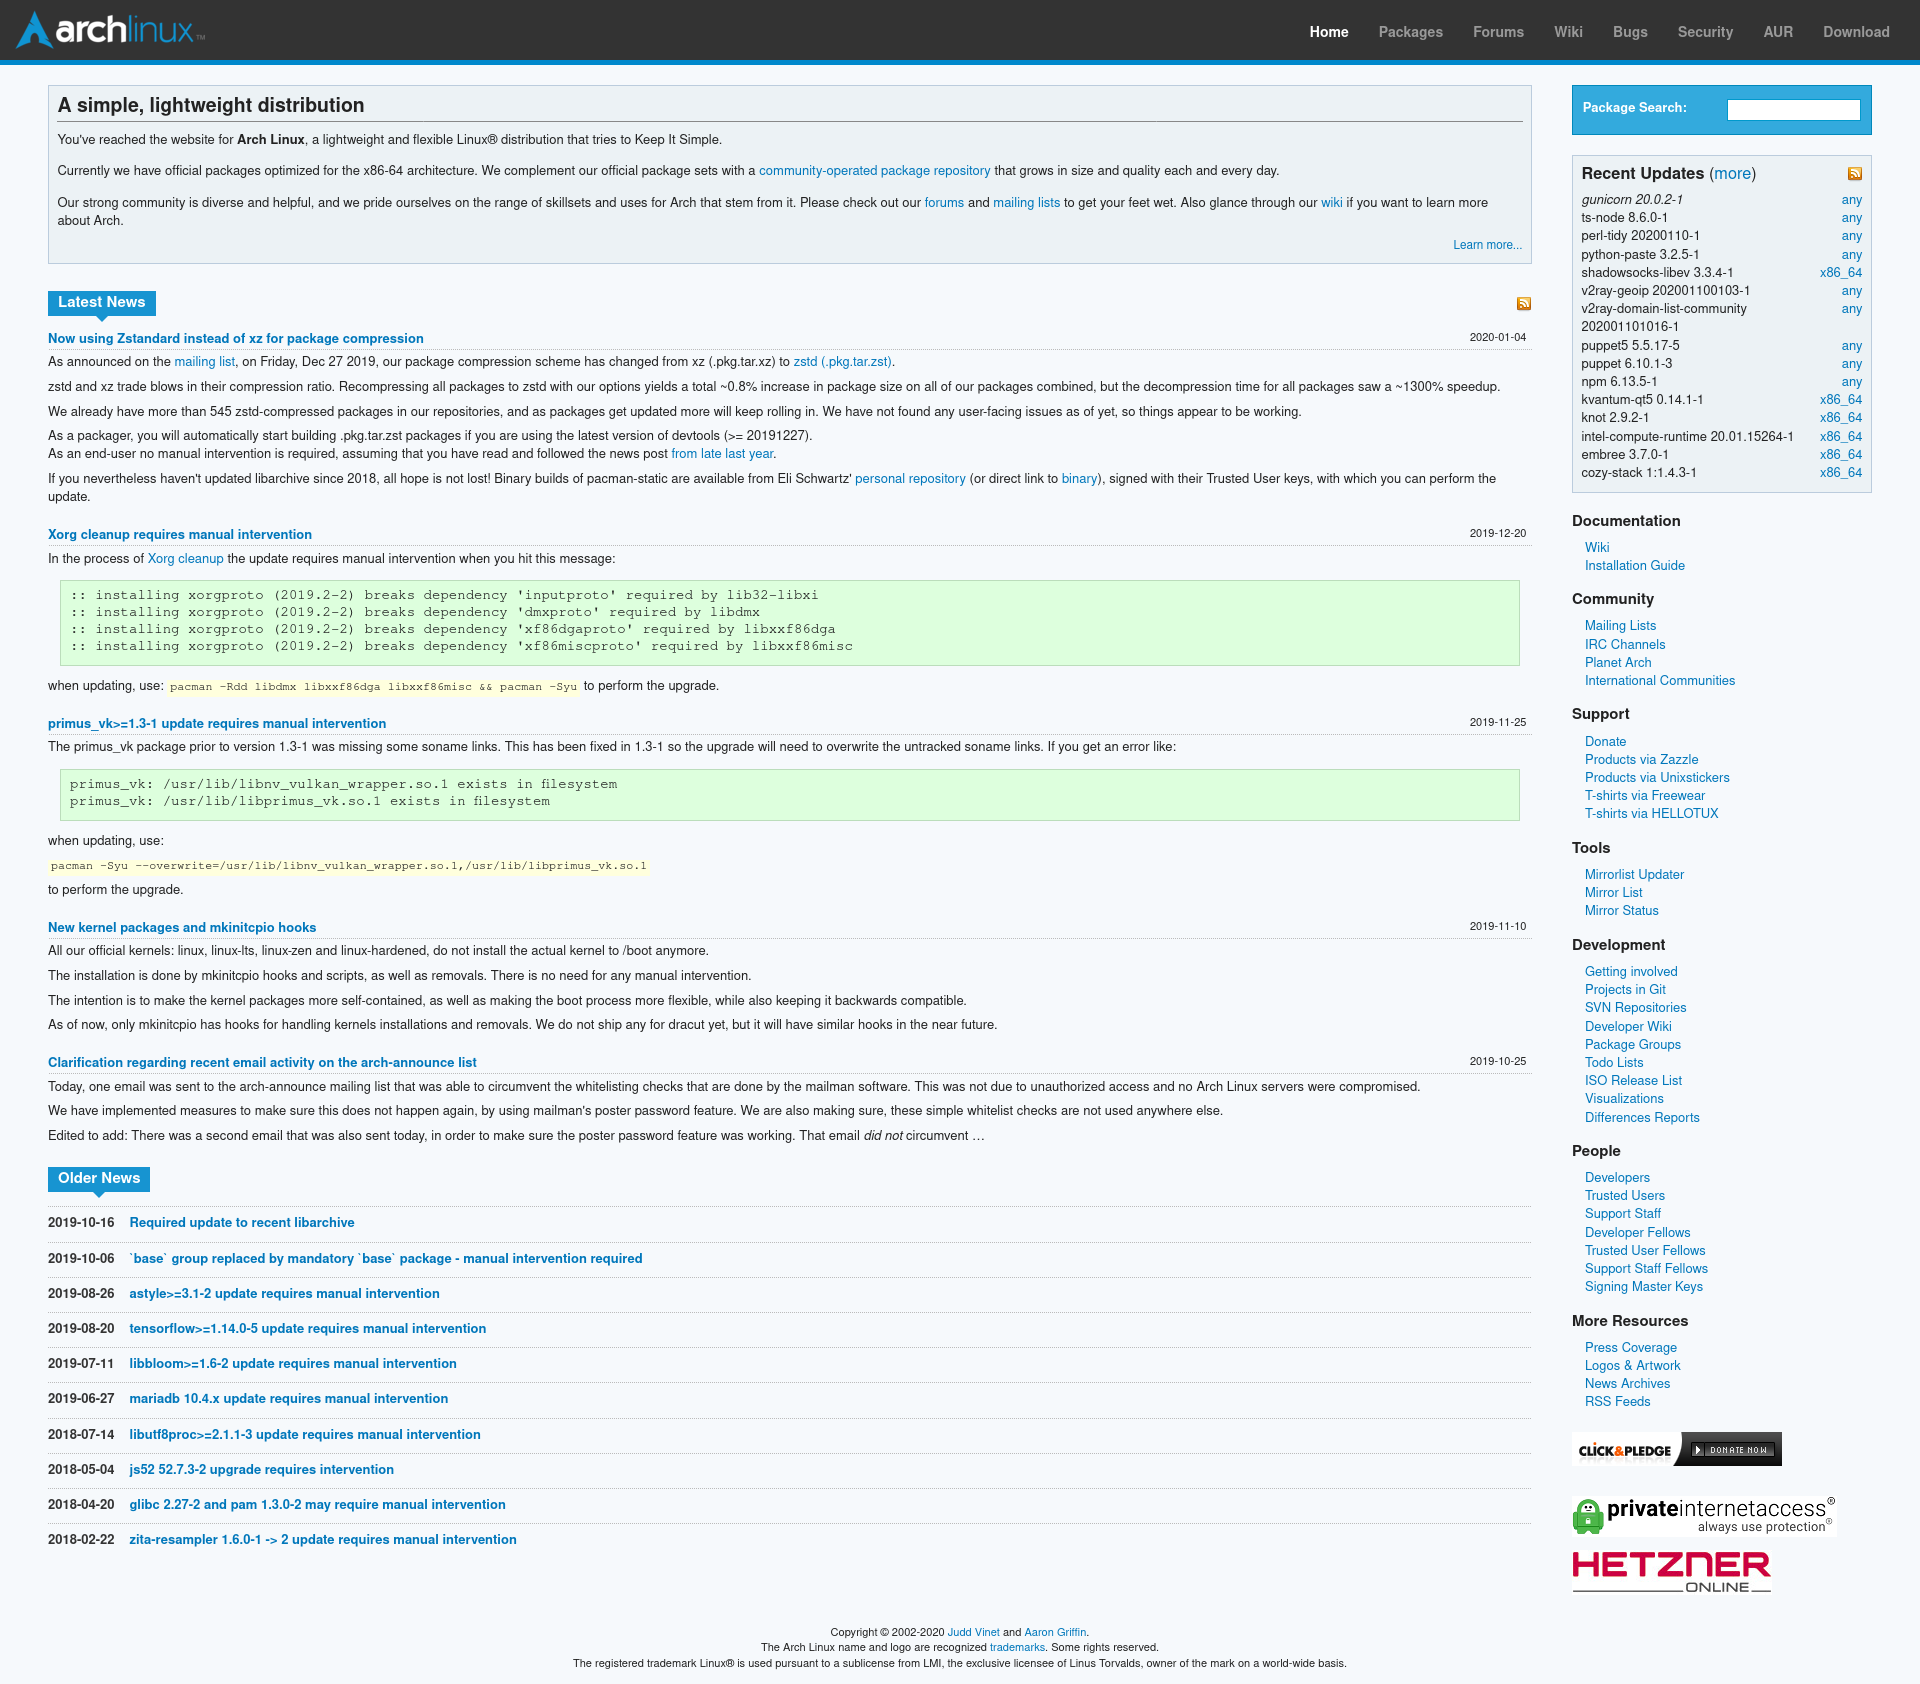 archlinux™
Home Packages Forums Wiki Bugs Security AUR Download
A simple, lightweight distribution
You've reached the website for Arch Linux, a lightweight and flexible Linux® distribution that tries to Keep It Simple.
Currently we have official packages optimized for the x86-64 architecture. We complement our official package sets with a community-operated package repository that grows in size and quality each and every day.
Our strong community is diverse and helpful, and we pride ourselves on the range of skillsets and uses for Arch that stem from it. Please check out our forums and mailing lists to get your feet wet. Also glance through our wiki if you want to learn more
about Arch.
Learn more...
Latest News
Now using Zstandard instead of xz for package compression 2020-01-04
As announced on the mailing list, on Friday, Dec 27 2019, our package compression scheme has changed from xz (.pkg.tar.xz) to zstd (.pkg.tar.zst).
zstd and xz trade blows in their compression ratio. Recompressing all packages to zstd with our options yields a total ~0.8% increase in package size on all of our packages combined, but the decompression time for all packages saw a ~1300% speedup.
We already have more than 545 zstd-compressed packages in our repositories, and as packages get updated more will keep rolling in. We have not found any user-facing issues as of yet, so things appear to be working.
As a packager, you will automatically start building .pkg.tar.zst packages if you are using the latest version of devtools (>= 20191227).
As an end-user no manual intervention is required, assuming that you have read and followed the news post from late last year.
If you nevertheless haven't updated libarchive since 2018, all hope is not lost! Binary builds of pacman-static are available from Eli Schwartz' personal repository (or direct link to binary), signed with their Trusted User keys, with which you can perform the
update.
Xorg cleanup requires manual intervention 2019-12-20
In the process of Xorg cleanup the update requires manual intervention when you hit this message:
:: installing xorgproto (2019.2-2) breaks dependency 'inputproto' required by lib32-libxi
:: installing xorgproto (2019.2-2) breaks dependency 'dmxproto' required by libdmx
:: installing xorgproto (2019.2-2) breaks dependency 'xf86dgaproto' required by libxxf86dga
:: installing xorgproto (2019.2-2) breaks dependency 'xf86miscproto' required by libxxf86misc
when updating, use: pacman -Rdd libdmx libxxf86dga libxxf86misc && pacman -Syu to perform the upgrade.
primus_vk>=1.3-1 update requires manual intervention 2019-11-25
The primus_vk package prior to version 1.3-1 was missing some soname links. This has been fixed in 1.3-1 so the upgrade will need to overwrite the untracked soname links. If you get an error like:
primus_vk: /usr/lib/libnv_vulkan_wrapper.so.1 exists in filesystem
primus_vk: /usr/lib/libprimus_vk.so.1 exists in filesystem
when updating, use:
pacman -Syu --overwrite=/usr/lib/libnv_vulkan_wrapper.so.1,/usr/lib/libprimus_vk.so.1
to perform the upgrade.
New kernel packages and mkinitcpio hooks 2019-11-10
All our official kernels: linux, linux-lts, linux-zen and linux-hardened, do not install the actual kernel to /boot anymore.
The installation is done by mkinitcpio hooks and scripts, as well as removals. There is no need for any manual intervention.
The intention is to make the kernel packages more self-contained, as well as making the boot process more flexible, while also keeping it backwards compatible.
As of now, only mkinitcpio has hooks for handling kernels installations and removals. We do not ship any for dracut yet, but it will have similar hooks in the near future.
Clarification regarding recent email activity on the arch-announce list 2019-10-25
Today, one email was sent to the arch-announce mailing list that was able to circumvent the whitelisting checks that are done by the mailman software. This was not due to unauthorized access and no Arch Linux servers were compromised.
We have implemented measures to make sure this does not happen again, by using mailman's poster password feature. We are also making sure, these simple whitelist checks are not used anywhere else.
Edited to add: There was a second email that was also sent today, in order to make sure the poster password feature was working. That email did not circumvent …
Older News
2019-10-16 Required update to recent libarchive
2019-10-06 `base` group replaced by mandatory `base` package - manual intervention required
2019-08-26 astyle>=3.1-2 update requires manual intervention
2019-08-20 tensorflow>=1.14.0-5 update requires manual intervention
2019-07-11 libbloom>=1.6-2 update requires manual intervention
2019-06-27 mariadb 10.4.x update requires manual intervention
2018-07-14 libutf8proc>=2.1.1-3 update requires manual intervention
2018-05-04 js52 52.7.3-2 upgrade requires intervention
2018-04-20 glibc 2.27-2 and pam 1.3.0-2 may require manual intervention
2018-02-22 zita-resampler 1.6.0-1 -> 2 update requires manual intervention
Package Search:
Recent Updates (more)
gunicorn 20.0.2-1 any
ts-node 8.6.0-1 any
perl-tidy 20200110-1 any
python-paste 3.2.5-1 any
shadowsocks-libev 3.3.4-1 x86_64
v2ray-geoip 202001100103-1 any
v2ray-domain-list-community any
202001101016-1
puppet5 5.5.17-5 any
puppet 6.10.1-3 any
npm 6.13.5-1 any
kvantum-qt5 0.14.1-1 x86_64
knot 2.9.2-1 x86_64
intel-compute-runtime 20.01.15264-1 x86_64
embree 3.7.0-1 x86_64
cozy-stack 1:1.4.3-1 x86_64
Documentation
Wiki
Installation Guide
Community
Mailing Lists
IRC Channels
Planet Arch
International Communities
Support
Donate
Products via Zazzle
Products via Unixstickers
T-shirts via Freewear
T-shirts via HELLOTUX
Tools
Mirrorlist Updater
Mirror List
Mirror Status
Development
Getting involved
Projects in Git
SVN Repositories
Developer Wiki
Package Groups
Todo Lists
ISO Release List
Visualizations
Differences Reports
People
Developers
Trusted Users
Support Staff
Developer Fellows
Trusted User Fellows
Support Staff Fellows
Signing Master Keys
More Resources
Press Coverage
Logos & Artwork
News Archives
RSS Feeds
CLICK&PLEDGE DONATE NOW
privateinternetaccess®
always use protection®
HETZNER
ONLINE
Copyright © 2002-2020 Judd Vinet and Aaron Griffin.
The Arch Linux name and logo are recognized trademarks. Some rights reserved.
The registered trademark Linux® is used pursuant to a sublicense from LMI, the exclusive licensee of Linus Torvalds, owner of the mark on a world-wide basis.